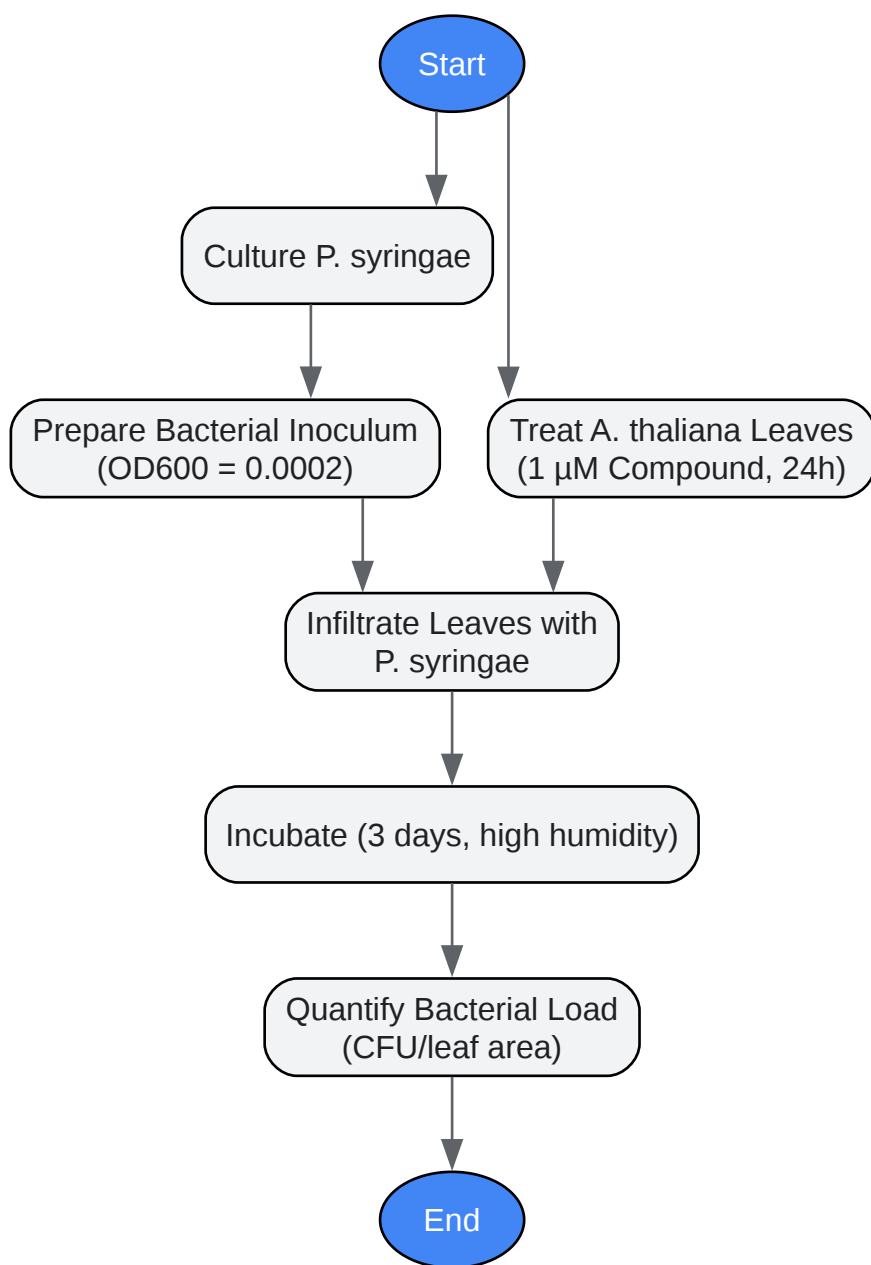 Start
Culture P. syringae
Prepare Bacterial Inoculum
(OD600 = 0.0002)
Treat A. thaliana Leaves
(1 µM Compound, 24h)
Infiltrate Leaves with
P. syringae
Incubate (3 days, high humidity)
Quantify Bacterial Load
(CFU/leaf area)
End